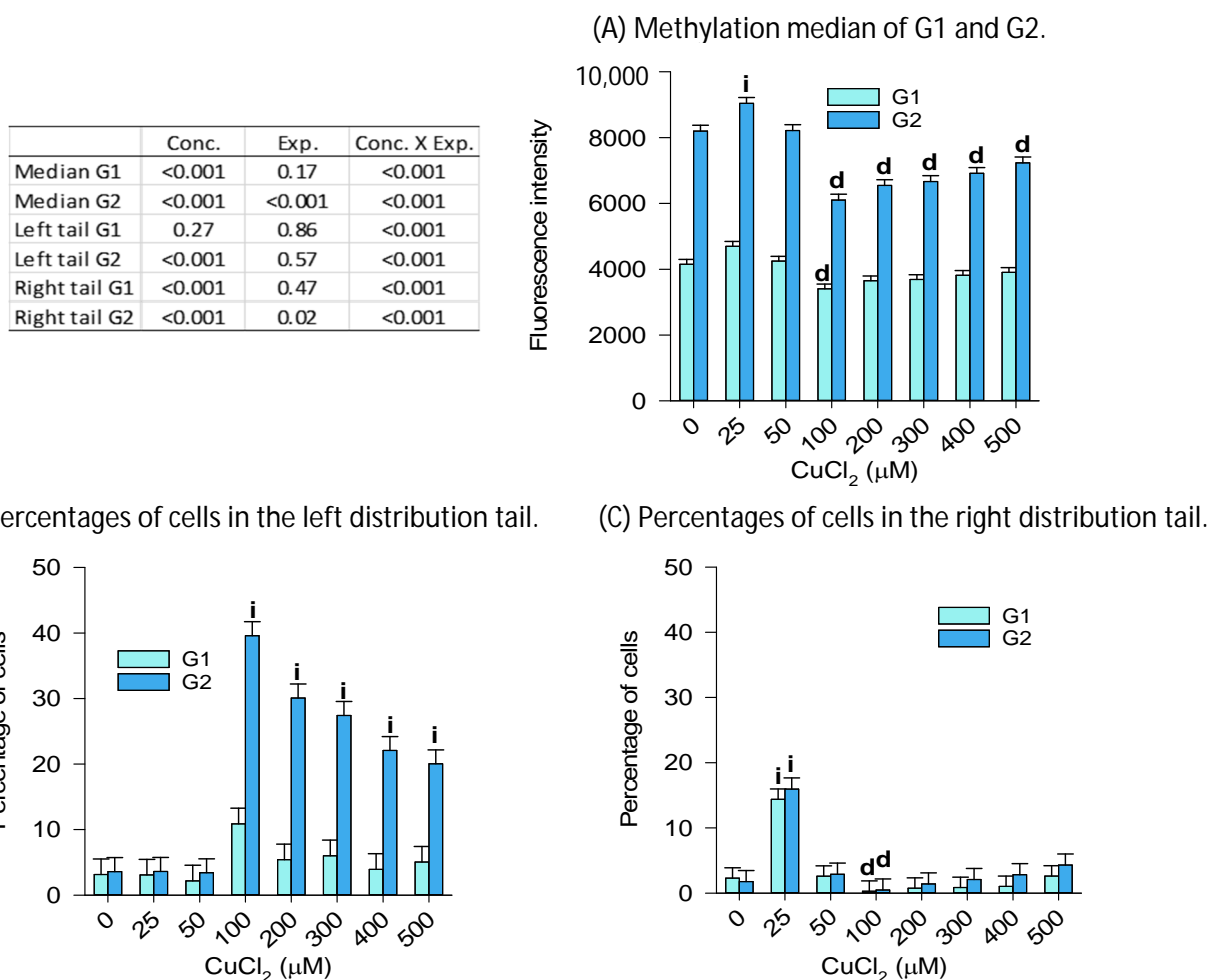 (A) Methylation median of G1 and G2.
Conc. Exp. Conc. X Exp.
Median G1 <0.001 0.17 <0.001
Median G2 <0.001 <0.001 <0.001
Left tail G1 0.27 0.86 <0.001
Left tail G2 <0.001 0.57 <0.001
Right tail G1 <0.001 0.47 <0.001
Right tail G2 <0.001 0.02 <0.001
Fluorescence intensity
10,000
8000
6000
4000
2000
0
G1
G2
i
d
d d d d d
0 25 50 100 200 300 400 500
CuCl2 (μM)
ercentages of cells in the left distribution tail.
50
40
30
20
10
0
G1
G2
i i i i i
0 25 50 100 200 300 400 500
CuCl2 (μM)
(C) Percentages of cells in the right distribution tail.
Percentage of cells
50
40
30
20
10
0
G1
G2
i i
d d
0 25 50 100 200 300 400 500
CuCl2 (μM)